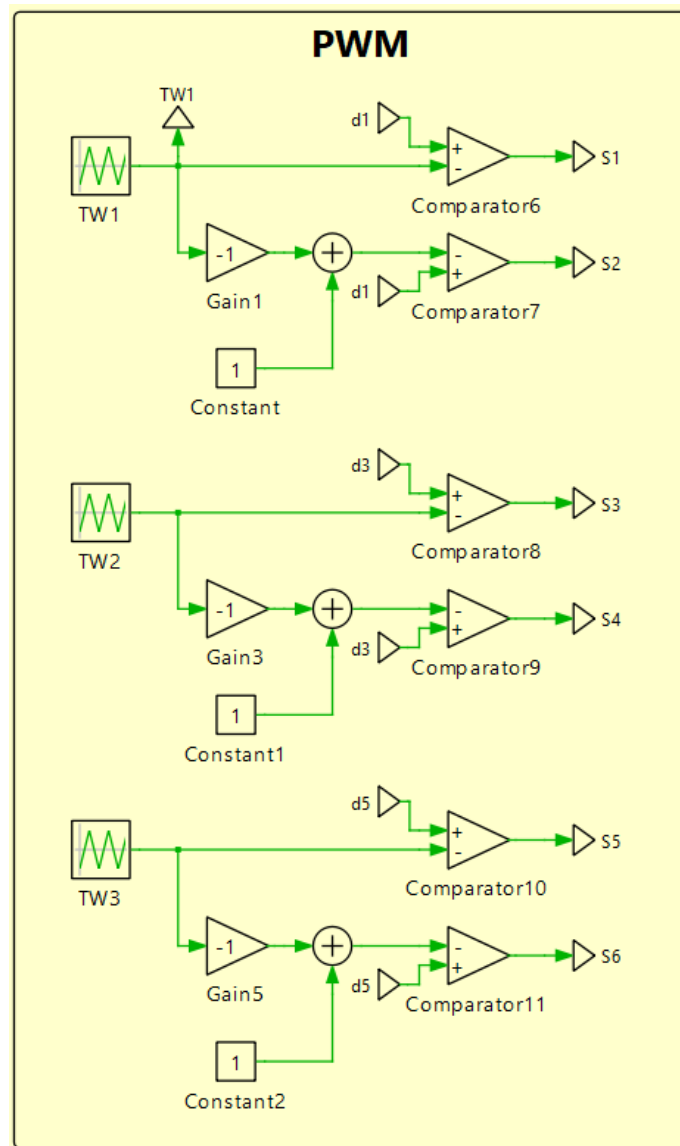 PWM
TW1
d1
+
-
S1
TW1
Comparator6
-1
+
-
+
S2
d1
Gain1
Comparator7
1
Constant
d3
+
-
S3
TW2
Comparator8
-1
+
-
+
S4
d3
Gain3
Comparator9
1
Constant1
d5
+
-
S5
TW3
Comparator10
-1
+
-
+
S6
d5
Gain5
Comparator11
1
Constant2